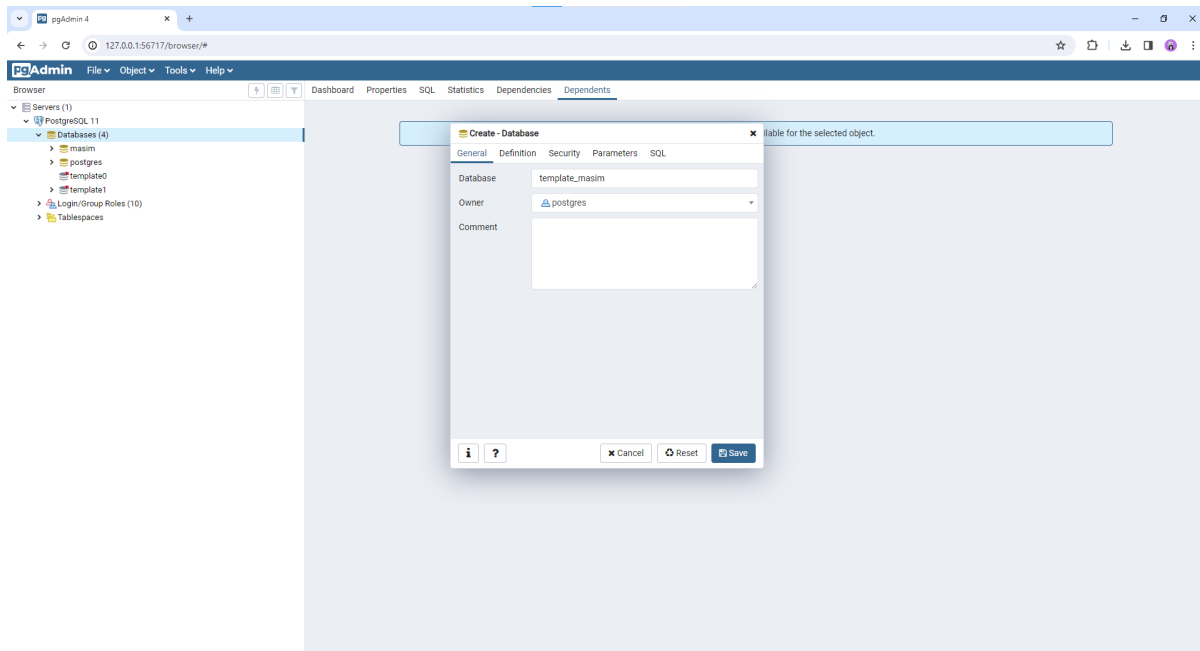 pgAdmin 4
127.0.0.1:56717/browser/#
pgAdmin File Object Tools Help
Browser
Dashboard Properties SQL Statistics Dependencies Dependents
Servers (1)
PostgreSQL 11
Databases (4)
masim
postgres
template0
template1
Login/Group Roles (10)
Tablespaces
ilable for the selected object.
Create - Database
General Definition Security Parameters SQL
Database template_masim
Owner postgres
Comment
i ? Cancel Reset Save